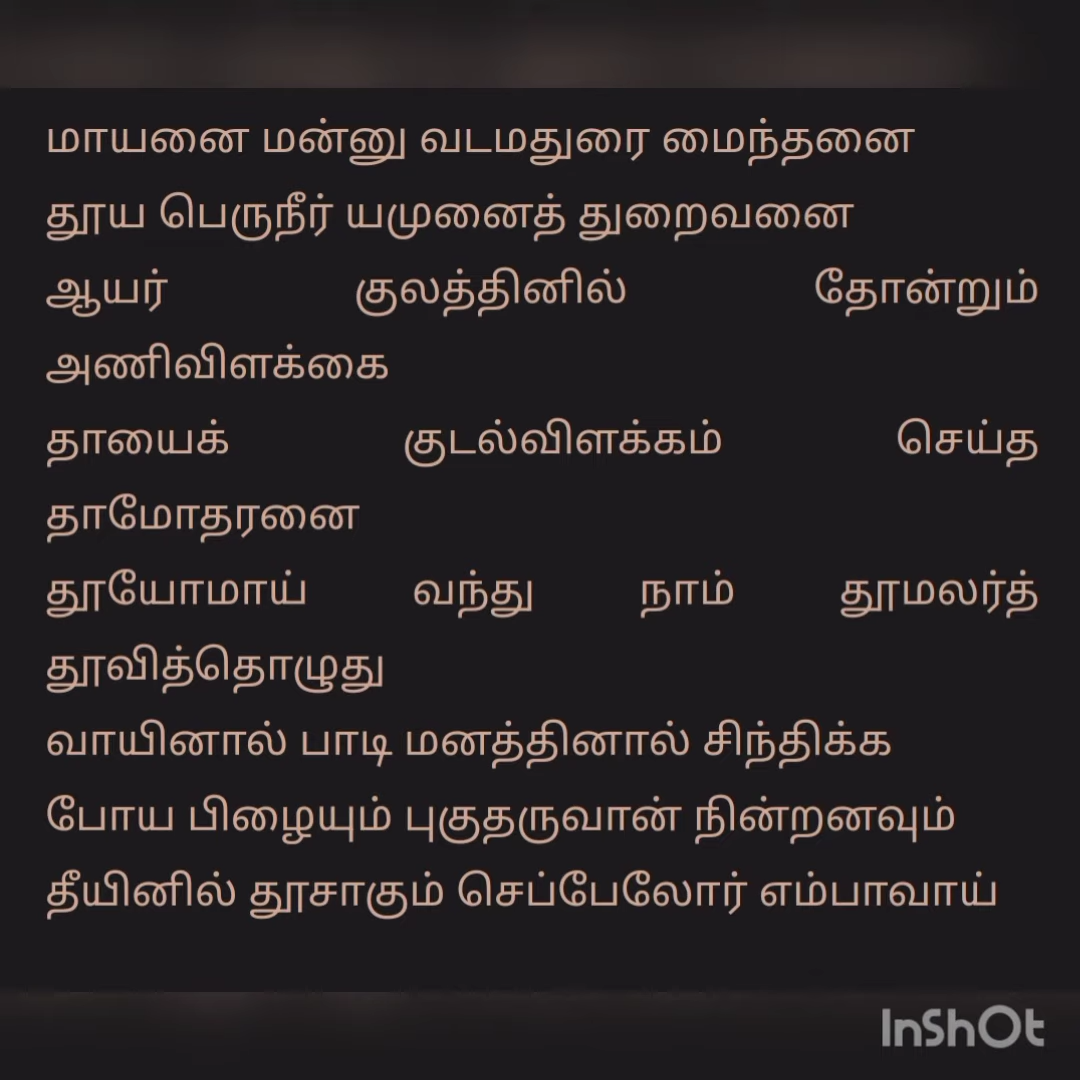 மாயனை மன்னு வடமதுரை மைந்தனை
தூய பெருநீர் யமுனைத் துறைவனை
ஆயர் குலத்தினில் தோன்றும்
அணிவிளக்கை
தாயைக் குடல்விளக்கம் செய்த
தாமோதரனை
தூயோமாய் வந்து நாம் தூமலர்த்
தூவித்தொழுது
வாயினால் பாடி மனத்தினால் சிந்திக்க
போய பிழையும் புகுதருவான் நின்றனவும்
தீயினில் தூசாகும் செப்பேலோர் எம்பாவாய்
InShOt